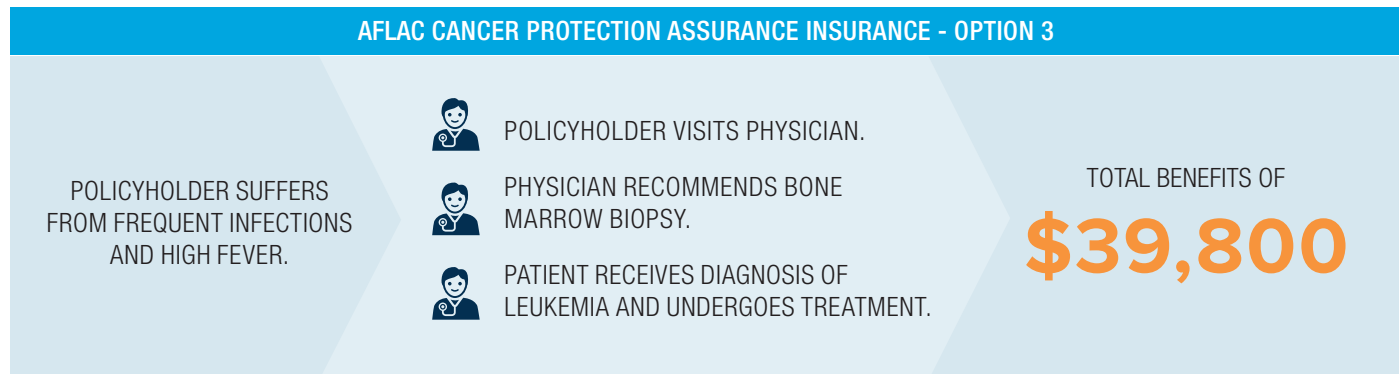 AFLAC CANCER PROTECTION ASSURANCE INSURANCE - OPTION 3
POLICYHOLDER SUFFERS
FROM FREQUENT INFECTIONS
AND HIGH FEVER.
POLICYHOLDER VISITS PHYSICIAN.
PHYSICIAN RECOMMENDS BONE
MARROW BIOPSY.
PATIENT RECEIVES DIAGNOSIS OF
LEUKEMIA AND UNDERGOES TREATMENT.
TOTAL BENEFITS OF
$39,800